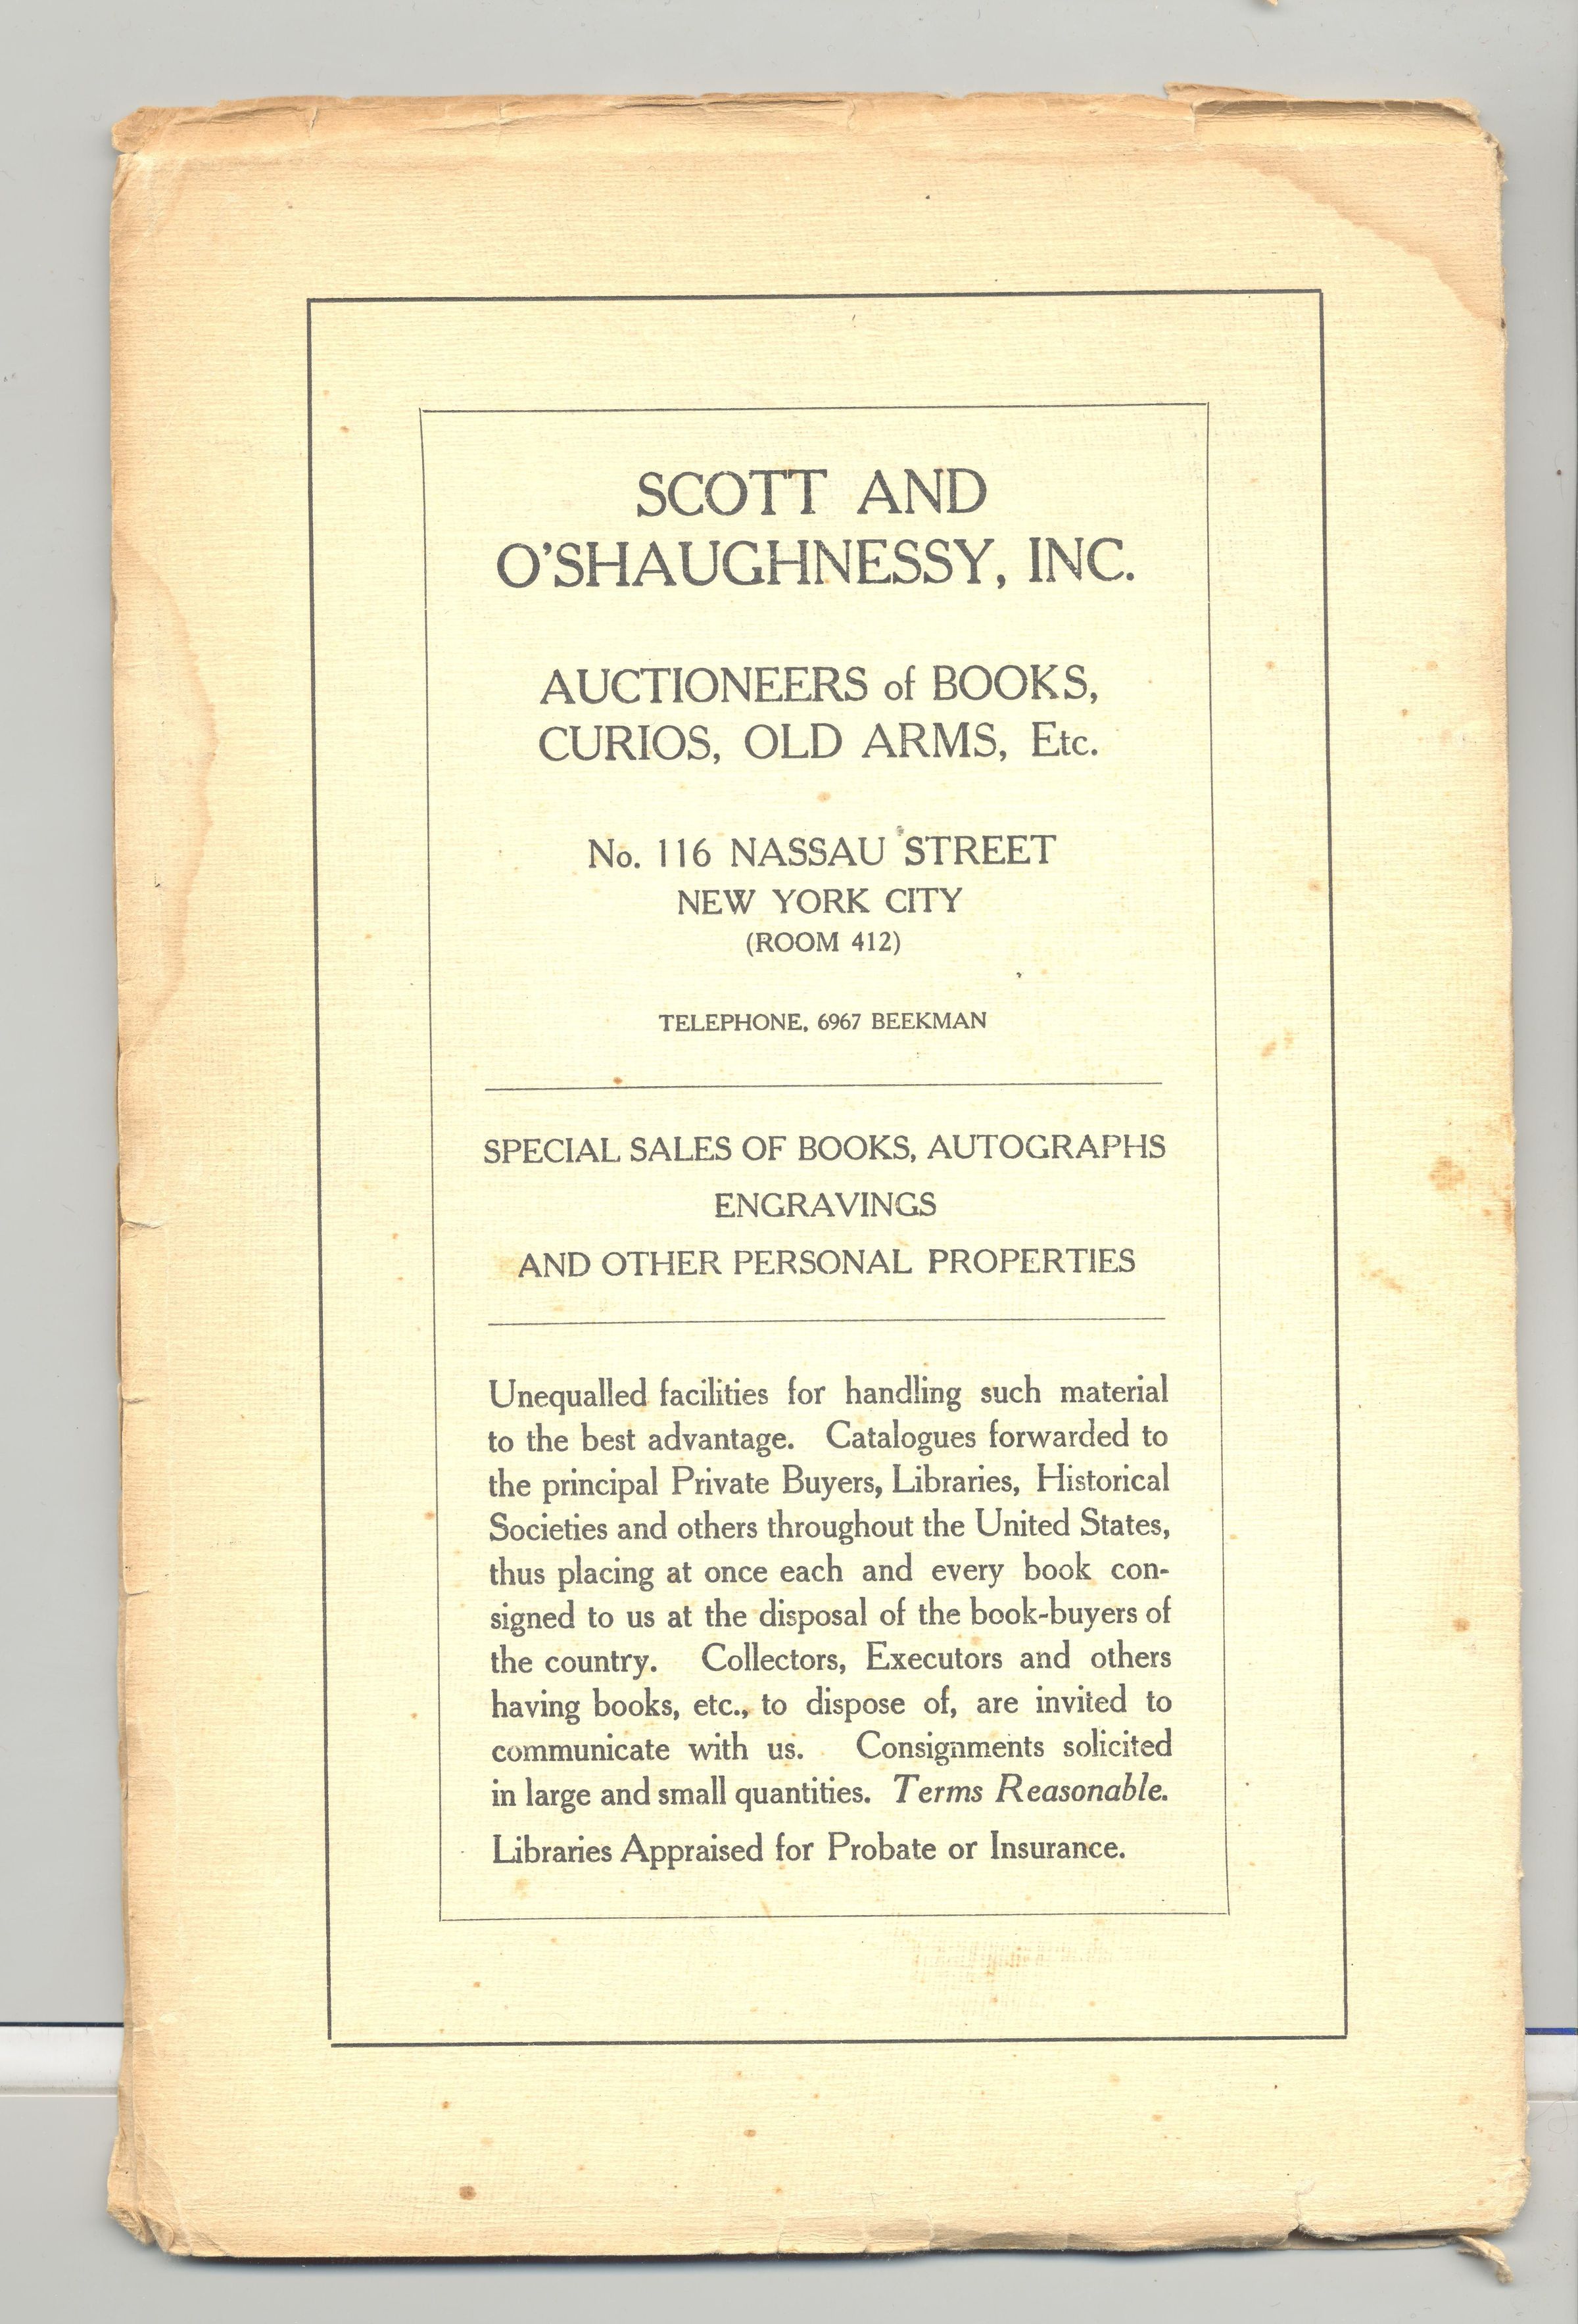 SCOTT AND
O'SHAUGHNESSY, INC.
AUCTIONEERS of BOOKS,
CURIOS, OLD ARMS, Etc.
No. 116 NASSAU STREET
NEW YORK CITY
(ROOM 412)
TELEPHONE, 6967 BEEKMAN
SPECIAL SALES OF BOOKS, AUTOGRAPHS
ENGRAVINGS
AND OTHER PERSONAL PROPERTIES
Unequalled facilities for handling such material
to the best advantage. Catalogues forwarded to
the principal Private Buyers, Libraries, Historical
Societies and others throughout the United States,
thus placing at once each and every book con-
signed to us at the disposal of the book-buyers of
the country. Collectors, Executors and others
having books, etc., to dispose of, are invited to
communicate with us. Consignments solicited
in large and small quantities. Terms Reasonable.
Libraries Appraised for Probate or Insurance.